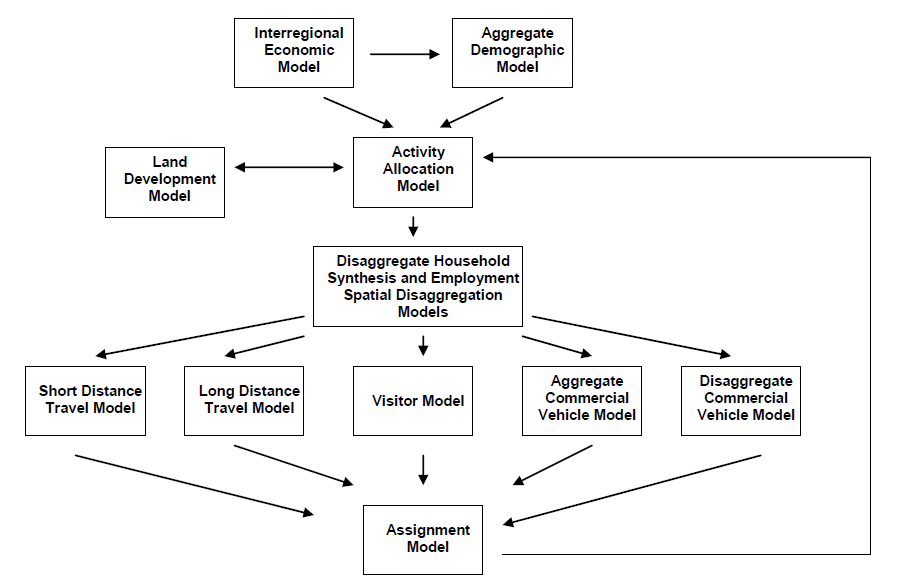 Interregional
Economic
Model
Aggregate
Demographic
Model
Land
Development
Model
Activity
Allocation
Model
Disaggregate Household
Synthesis and Employment
Spatial Disaggregation
Models
Short Distance
Travel Model
Long Distance
Travel Model
Visitor Model
Aggregate
Commercial
Vehicle Model
Disaggregate
Commercial
Vehicle Model
Assignment
Model